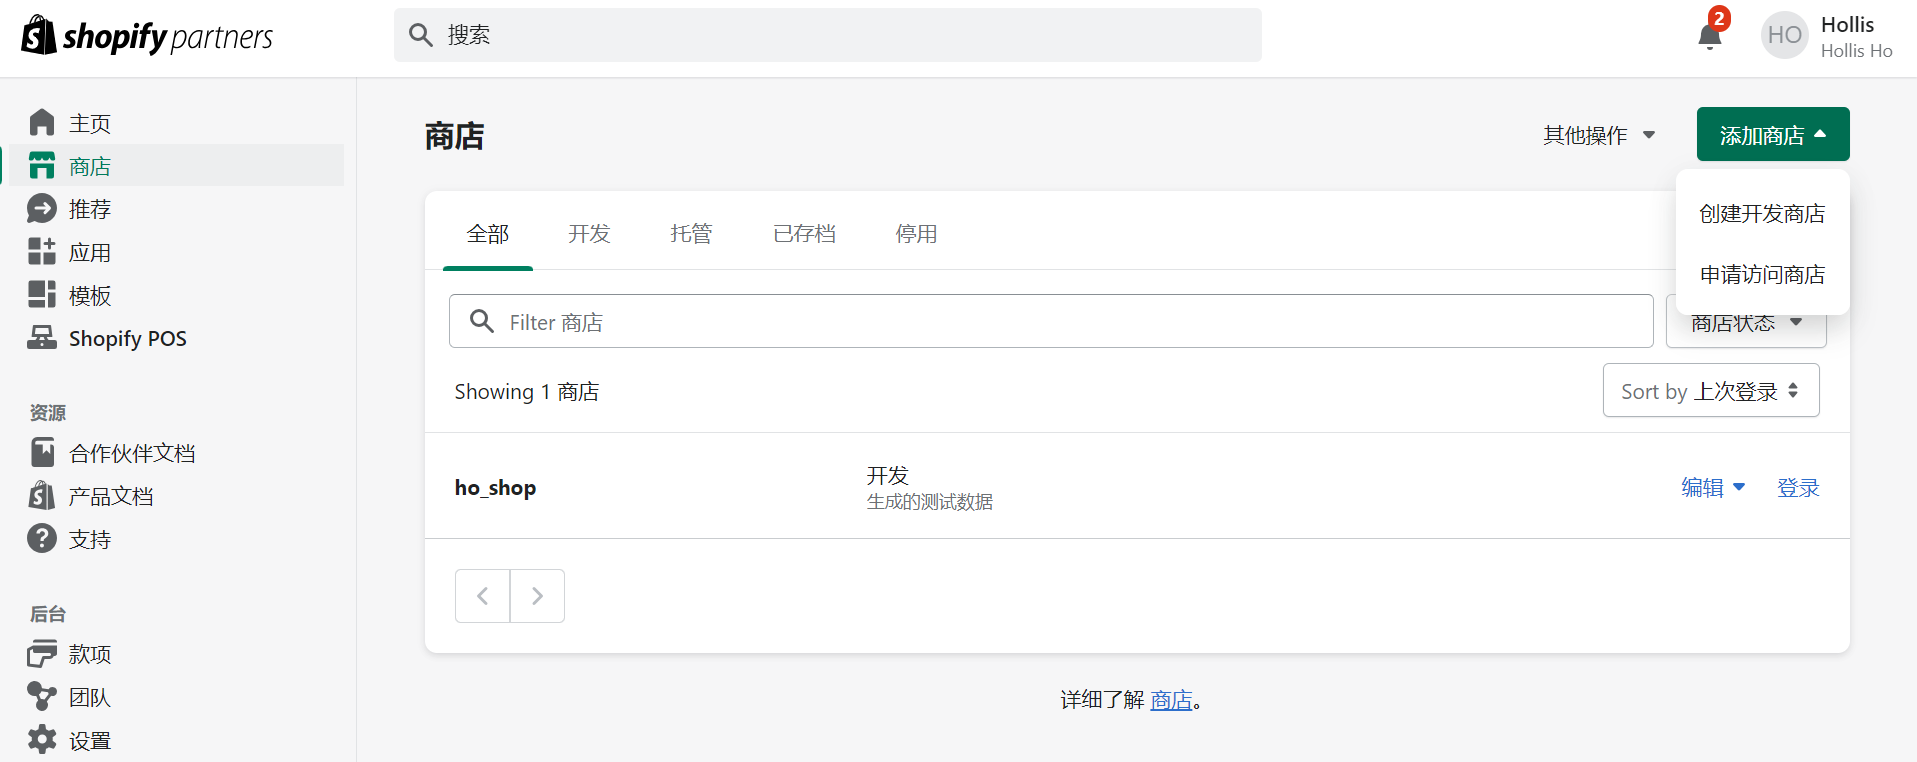 shopify partners
搜索
2
HO
Hollis
Hollis Ho
主页
商店
推荐
应用
模板
Shopify POS
资源
合作伙伴文档
产品文档
支持
后台
款项
团队
设置
商店
其他操作
添加商店
创建开发商店
申请访问商店
全部 开发 托管 已存档 停用
Filter 商店
商店状态
Showing 1 商店
Sort by 上次登录
ho_shop
开发
生成的测试数据
编辑
登录
详细了解 商店。